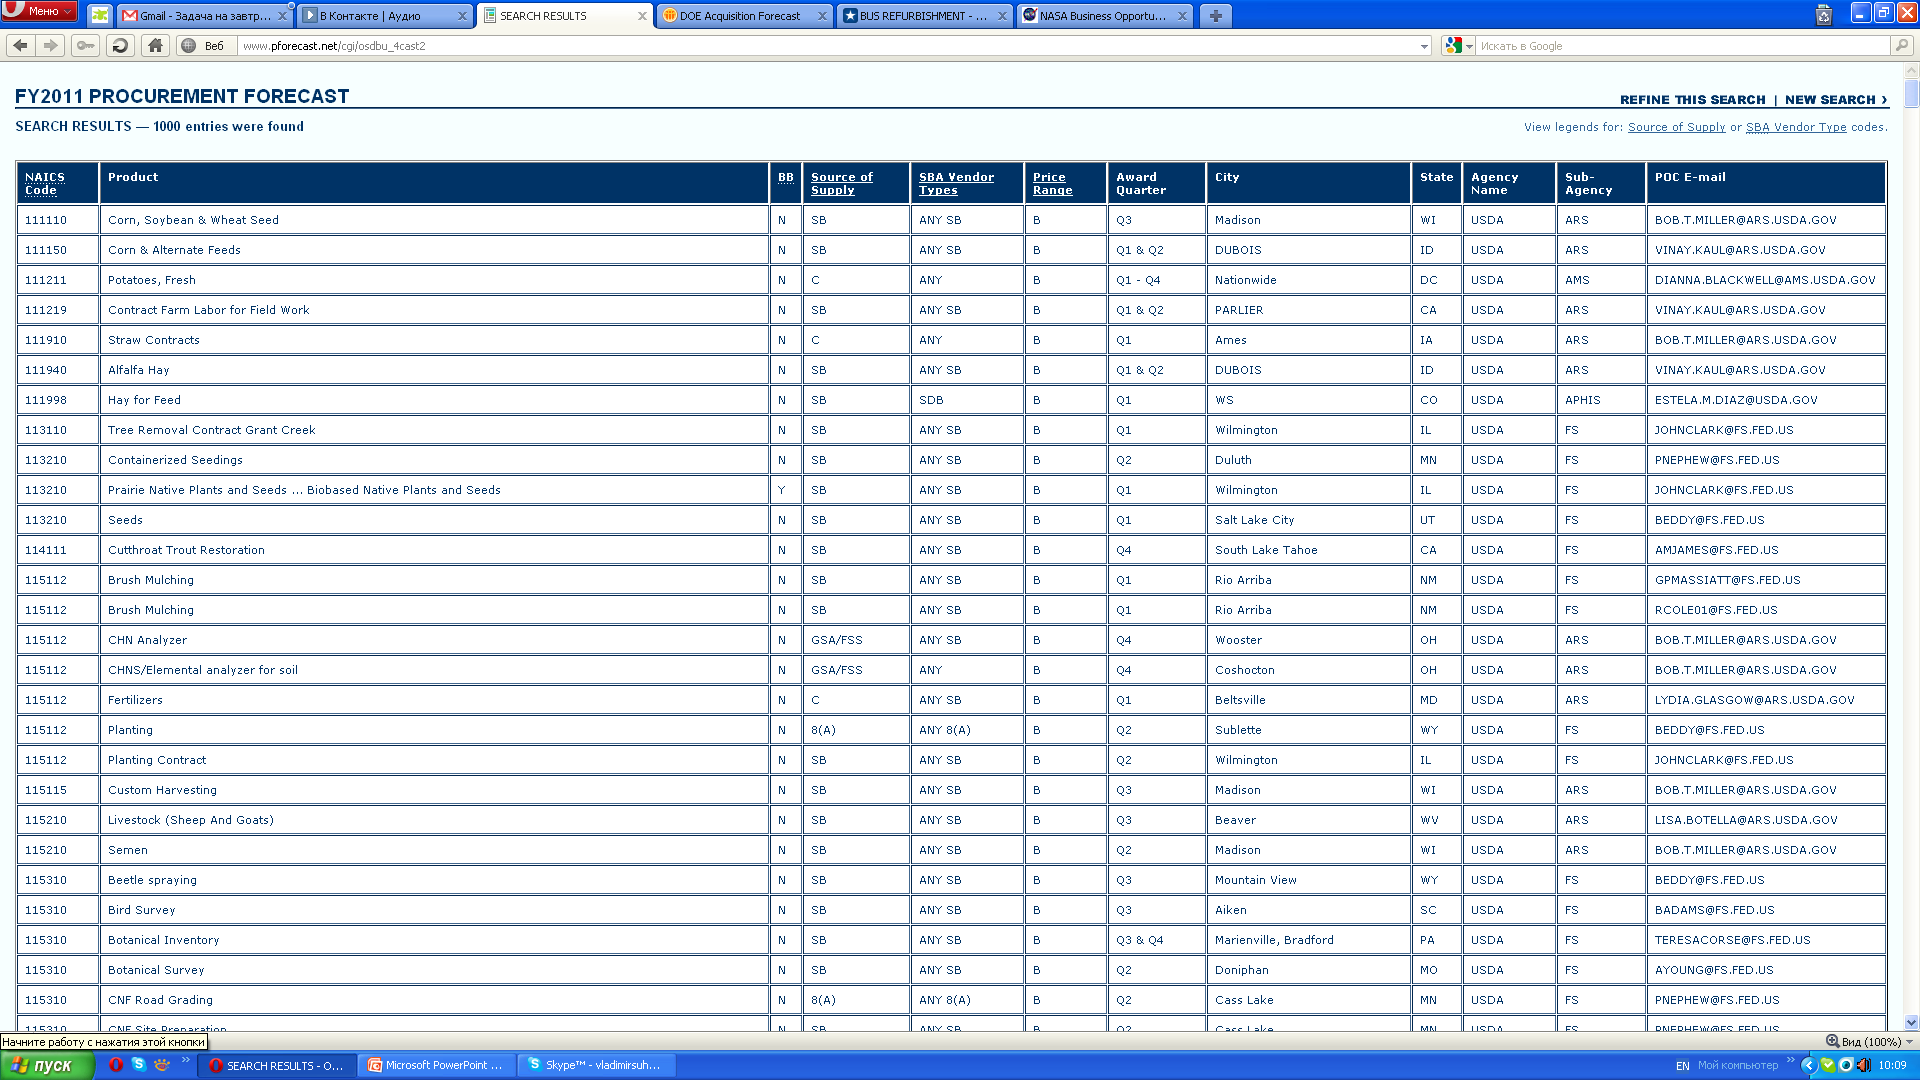 Меню
Gmail - Задача на завтр...
В Контакте | Аудио
SEARCH RESULTS
DOE Acquisition Forecast
BUS REFURBISHMENT - ...
NASA Business Opportu...
Веб
www.pforecast.net/cgi/osdbu_4cast2
Искать в Google
FY2011 PROCUREMENT FORECAST
REFINE THIS SEARCH | NEW SEARCH ›
SEARCH RESULTS — 1000 entries were found
View legends for: Source of Supply or SBA Vendor Type codes.
NAICS Code Product BB Source of Supply SBA Vendor Types Price Range Award Quarter City State Agency Name Sub-Agency POC E-mail
111110 Corn, Soybean & Wheat Seed N SB ANY SB B Q3 Madison WI USDA ARS BOB.T.MILLER@ARS.USDA.GOV
111150 Corn & Alternate Feeds N SB ANY SB B Q1 & Q2 DUBOIS ID USDA ARS VINAY.KAUL@ARS.USDA.GOV
111211 Potatoes, Fresh N C ANY B Q1 - Q4 Nationwide DC USDA AMS DIANNA.BLACKWELL@AMS.USDA.GOV
111219 Contract Farm Labor for Field Work N SB ANY SB B Q1 & Q2 PARLIER CA USDA ARS VINAY.KAUL@ARS.USDA.GOV
111910 Straw Contracts N C ANY B Q1 Ames IA USDA ARS BOB.T.MILLER@ARS.USDA.GOV
111940 Alfalfa Hay N SB ANY SB B Q1 & Q2 DUBOIS ID USDA ARS VINAY.KAUL@ARS.USDA.GOV
111998 Hay for Feed N SB SDB B Q1 WS CO USDA APHIS ESTELA.M.DIAZ@USDA.GOV
113110 Tree Removal Contract Grant Creek N SB ANY SB B Q1 Wilmington IL USDA FS JOHNCLARK@FS.FED.US
113210 Containerized Seedings N SB ANY SB B Q2 Duluth MN USDA FS PNEPHEW@FS.FED.US
113210 Prairie Native Plants and Seeds ... Biobased Native Plants and Seeds Y SB ANY SB B Q1 Wilmington IL USDA FS JOHNCLARK@FS.FED.US
113210 Seeds N SB ANY SB B Q1 Salt Lake City UT USDA FS BEDDY@FS.FED.US
114111 Cutthroat Trout Restoration N SB ANY SB B Q4 South Lake Tahoe CA USDA FS AMJAMES@FS.FED.US
115112 Brush Mulching N SB ANY SB B Q1 Rio Arriba NM USDA FS GPMASSIATT@FS.FED.US
115112 Brush Mulching N SB ANY SB B Q1 Rio Arriba NM USDA FS RCOLE01@FS.FED.US
115112 CHN Analyzer N GSA/FSS ANY SB B Q4 Wooster OH USDA ARS BOB.T.MILLER@ARS.USDA.GOV
115112 CHNS/Elemental analyzer for soil N GSA/FSS ANY B Q4 Coshocton OH USDA ARS BOB.T.MILLER@ARS.USDA.GOV
115112 Fertilizers N C ANY SB B Q1 Beltsville MD USDA ARS LYDIA.GLASGOW@ARS.USDA.GOV
115112 Planting N 8(A) ANY 8(A) B Q2 Sublette WY USDA FS BEDDY@FS.FED.US
115112 Planting Contract N SB ANY SB B Q2 Wilmington IL USDA FS JOHNCLARK@FS.FED.US
115115 Custom Harvesting N SB ANY SB B Q3 Madison WI USDA ARS BOB.T.MILLER@ARS.USDA.GOV
115210 Livestock (Sheep And Goats) N SB ANY SB B Q3 Beaver WV USDA ARS LISA.BOTELLA@ARS.USDA.GOV
115210 Semen N SB ANY SB B Q2 Madison WI USDA ARS BOB.T.MILLER@ARS.USDA.GOV
115310 Beetle spraying N SB ANY SB B Q3 Mountain View WY USDA FS BEDDY@FS.FED.US
115310 Bird Survey N SB ANY SB B Q3 Aiken SC USDA FS BADAMS@FS.FED.US
115310 Botanical Inventory N SB ANY SB B Q3 & Q4 Marienville, Bradford PA USDA FS TERESACORSE@FS.FED.US
115310 Botanical Survey N SB ANY SB B Q2 Doniphan MO USDA FS AYOUNG@FS.FED.US
115310 CNF Road Grading N 8(A) ANY 8(A) B Q2 Cass Lake MN USDA FS PNEPHEW@FS.FED.US
115310 CNF Site Preparation N SB ANY SB B Q2 Cass Lake MN USDA FS PNEPHEW@FS.FED.US
Начните работу с нажатия этой кнопки
Вид (100%)
пуск
SEARCH RESULTS - O...
Microsoft PowerPoint ...
Skype™ - vladimirsuh...
EN
Мой компьютер
10:09